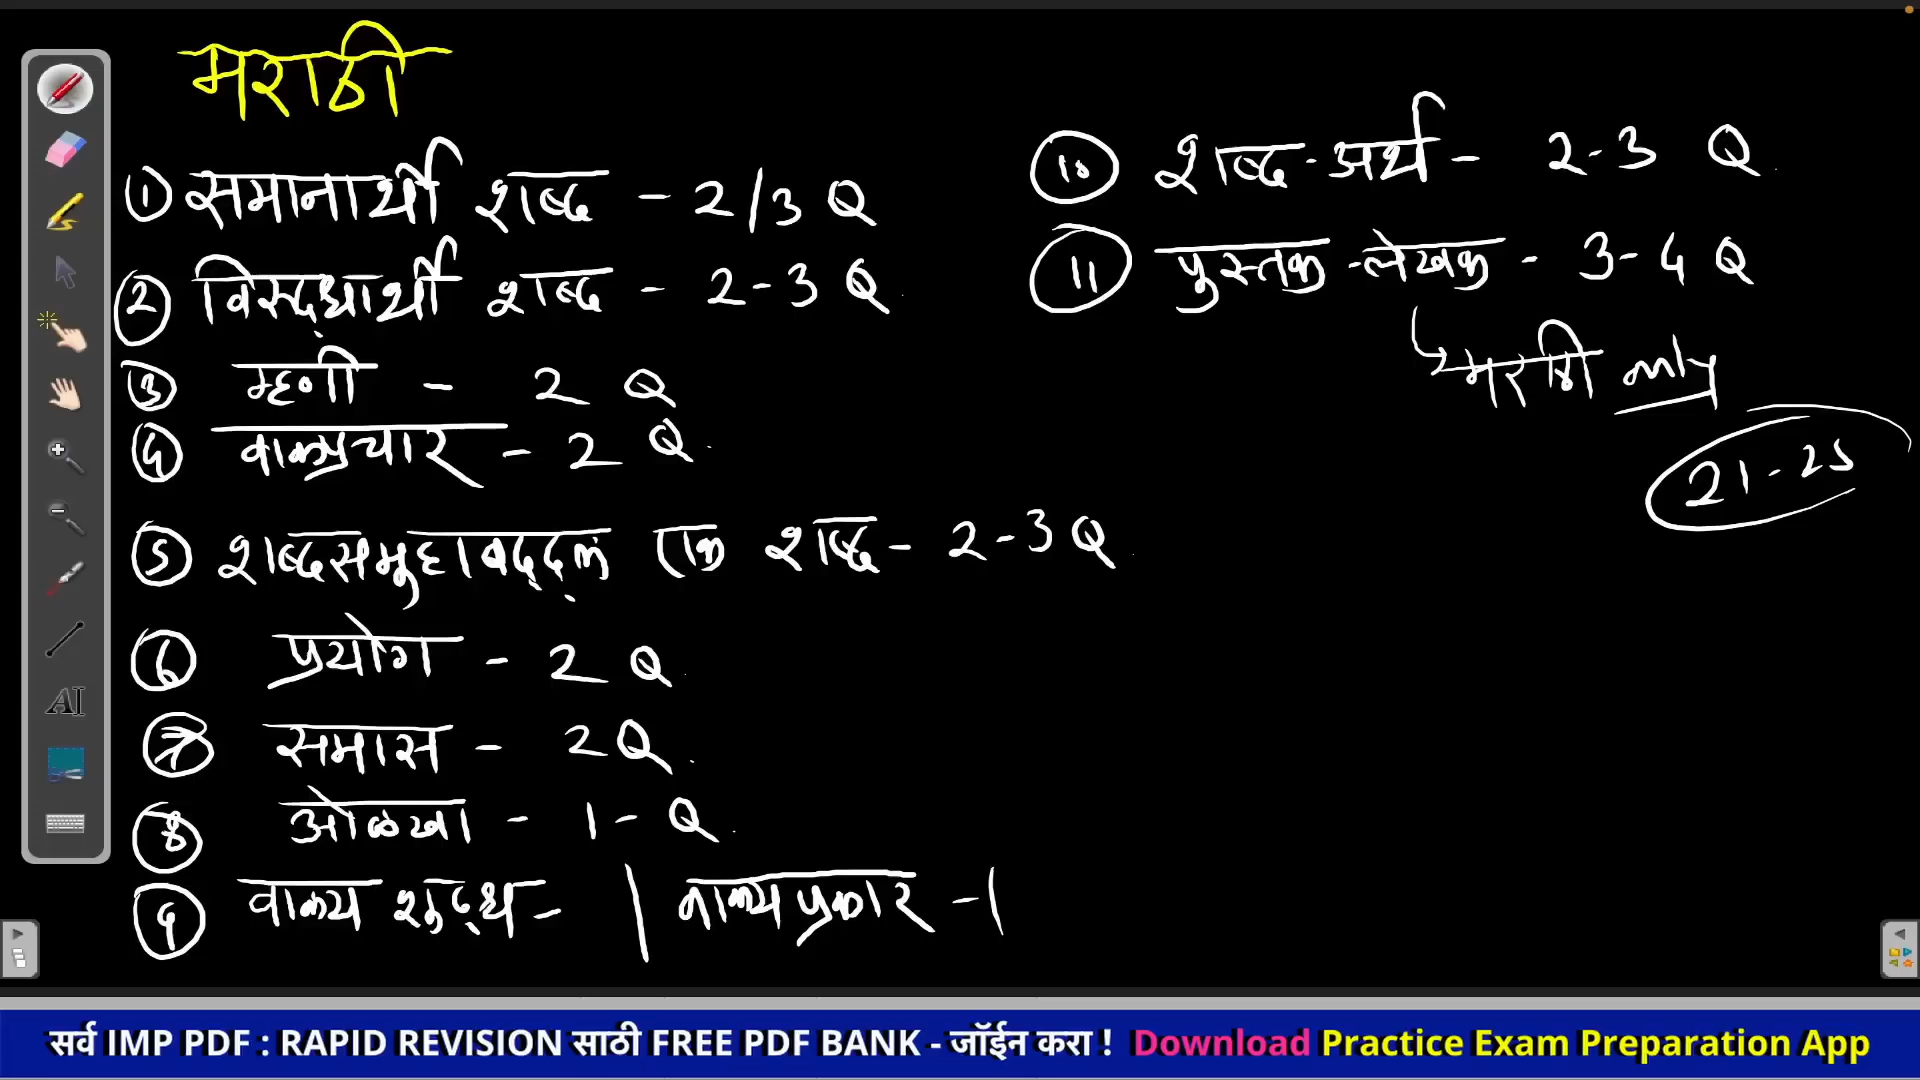 मराठी
① समानार्थी शब्द - 2/3 Q
② विरुद्धार्थी शब्द - 2-3 Q
③ म्हणी - 2 Q
④ वाक्प्रचार - 2 Q
⑤ शब्दसमुहाबद्दल एक शब्द - 2-3 Q
⑥ प्रयोग - 2 Q
⑦ समास - 2Q
⑧ ओळखा - 1-Q
⑨ वाक्य शुद्ध - | वाक्य प्रकार - 1
⑩ शब्द-अर्थ - 2-3 Q
⑪ पुस्तक-लेखक - 3-4 Q
मराठी only
21-25
सर्व IMP PDF : RAPID REVISION साठी FREE PDF BANK - जॉईन करा ! Download Practice Exam Preparation App